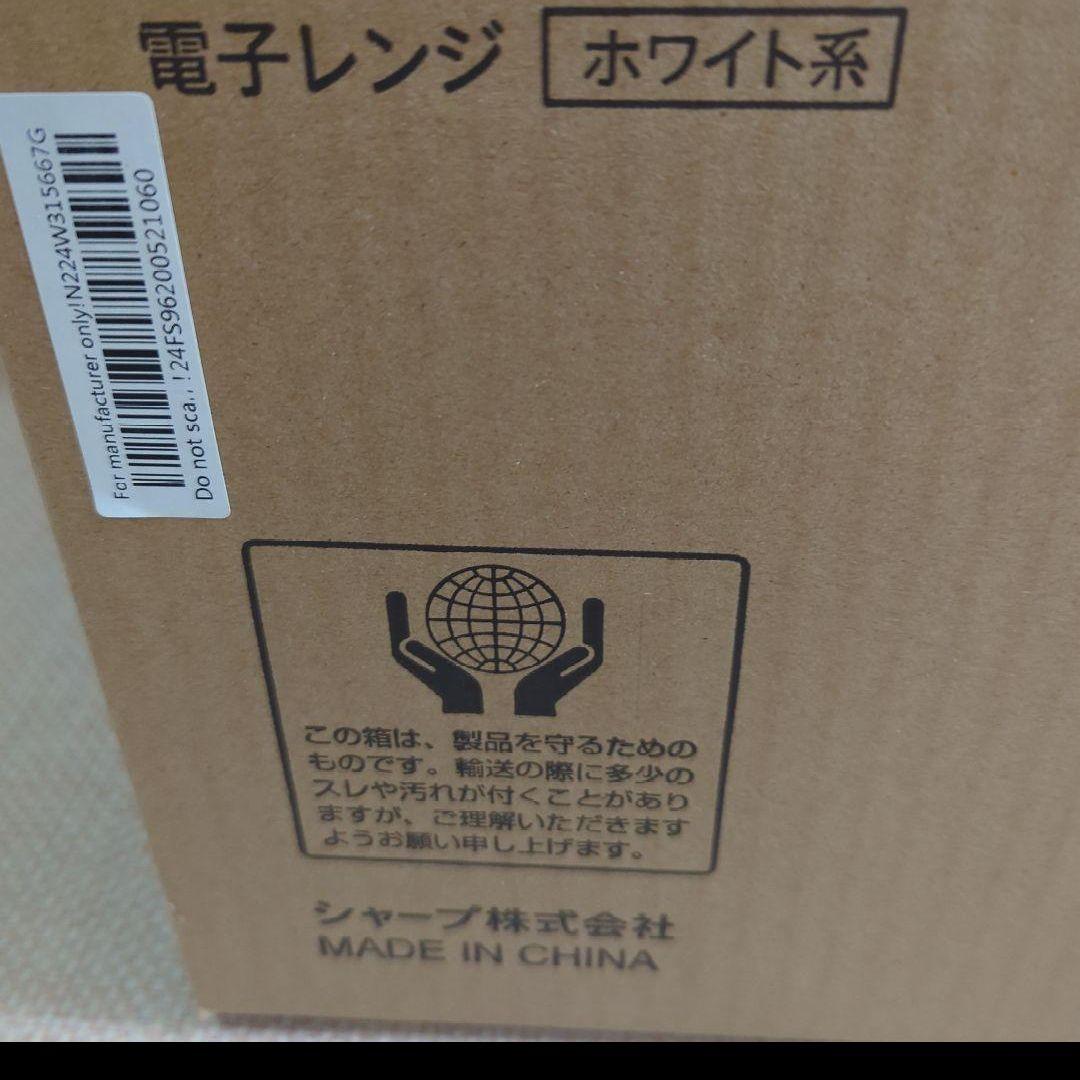 電子レンジ ホワイト系
For manufacturer only!N224W315667G
Do not sca..!24FS96200521060
この箱は、製品を守るための
ものです。輸送の際に多少の
スレや汚れが付くことがあり
ますが、ご理解いただきます
ようお願い申し上げます。
シャープ株式会社
MADE IN CHINA